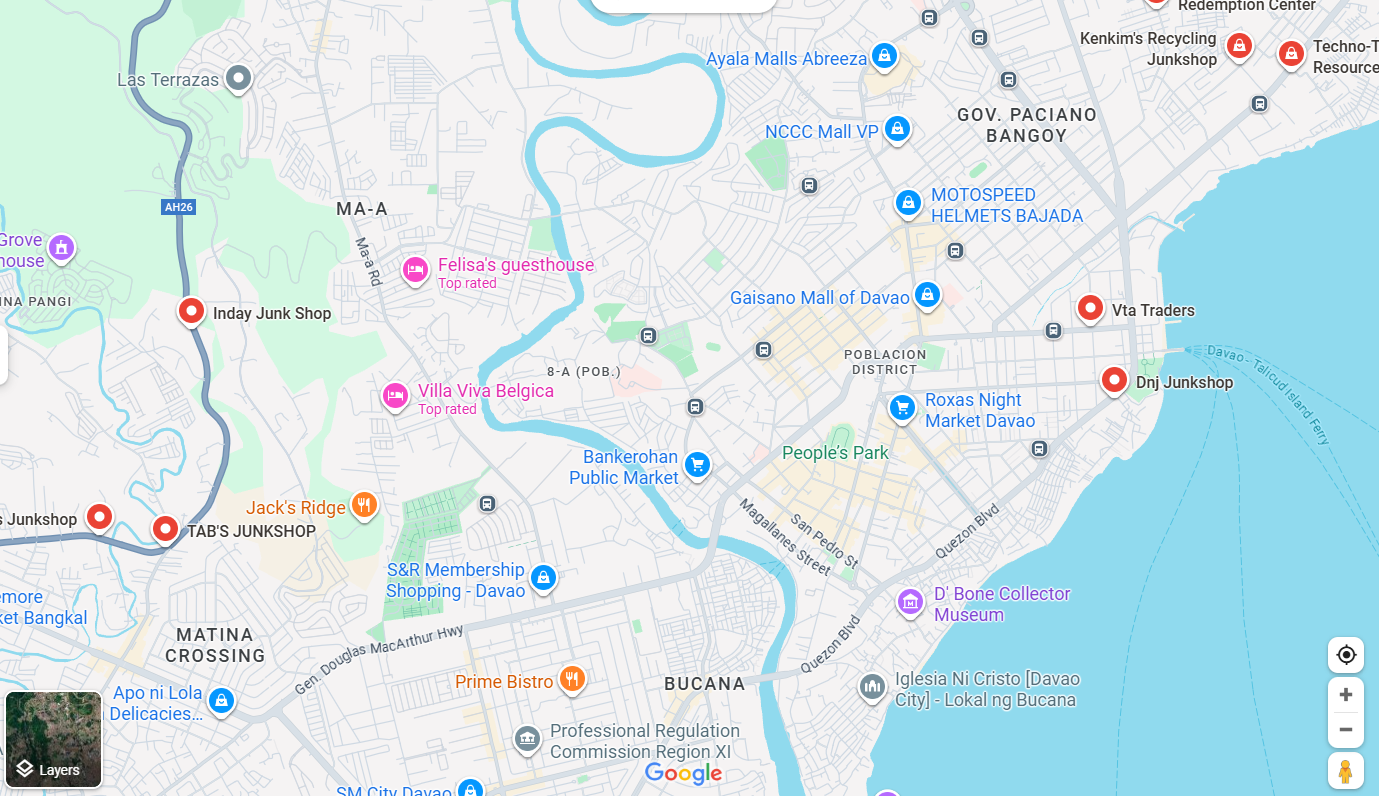 Redemption Center
Kenkim's Recycling
Junkshop
Techno-T
Resource
Ayala Malls Abreeza
Las Terrazas
GOV. PACIANO
BANGOY
NCCC Mall VP
MOTOSPEED
HELMETS BAJADA
AH26
MA-A
Ma-a Rd
Grove
house
INA PANGI
Felisa's guesthouse
Top rated
Gaisano Mall of Davao
Inday Junk Shop
Vta Traders
POBLACION
DISTRICT
Davao - Talicud Island Ferry
8-A (POB.)
Dnj Junkshop
Villa Viva Belgica
Top rated
Roxas Night
Market Davao
People's Park
Bankerohan
Public Market
Jack's Ridge
s Junkshop
TAB'S JUNKSHOP
Magallanes Street
San Pedro St
Quezon Blvd
S&R Membership
Shopping - Davao
D' Bone Collector
Museum
emore
ket Bangkal
MATINA
CROSSING
Gen. Douglas MacArthur Hwy
Quezon Blvd
Prime Bistro
BUCANA
Iglesia Ni Cristo [Davao
City] - Lokal ng Bucana
Apo ni Lola
Delicacies...
Professional Regulation
Commission Region XI
Layers
Google
SM City Davao